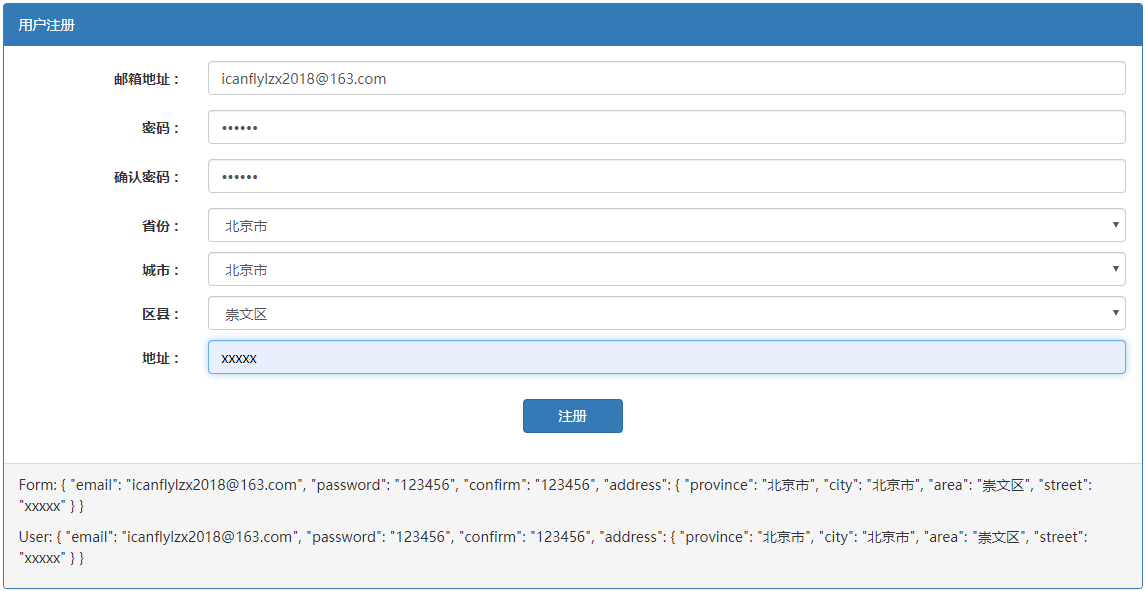 用户注册
邮箱地址： icanflylzx2018@163.com
密码： ••••••
确认密码： ••••••
省份： 北京市
城市： 北京市
区县： 崇文区
地址： xxxxx
注册
Form: { "email": "icanflylzx2018@163.com", "password": "123456", "confirm": "123456", "address": { "province": "北京市", "city": "北京市", "area": "崇文区", "street":
"xxxxx" } }
User: { "email": "icanflylzx2018@163.com", "password": "123456", "confirm": "123456", "address": { "province": "北京市", "city": "北京市", "area": "崇文区", "street":
"xxxxx" } }